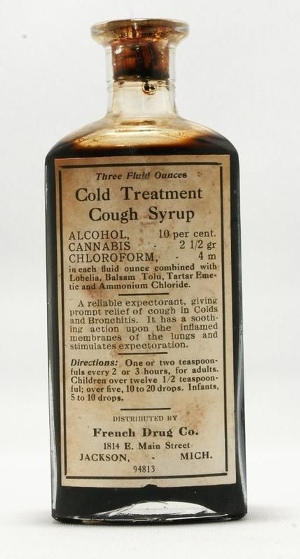 Three Fluid Ounces
Cold Treatment
Cough Syrup
ALCOHOL, 10 per cent.
CANNABIS - 2 1/2 gr
CHLOROFORM, - 4 m
in each fluid ounce combined with
Lobelia, Balsam Tolu, Tartar Eme-
tic and Ammonium Chloride.
A reliable expectorant, giving
prompt relief of cough in Colds
and Bronchitis. It has a sooth-
ing action upon the inflamed
membranes of the lungs and
stimulates expectoration.
Directions: One or two teaspoon-
fuls every 2 or 3 hours, for adults.
Children over twelve 1/2 teaspoon-
ful; over five, 10 to 20 drops. Infants,
5 to 10 drops.
DISTRIBUTED BY
French Drug Co.
1814 E. Main Street
JACKSON, - MICH.
94813